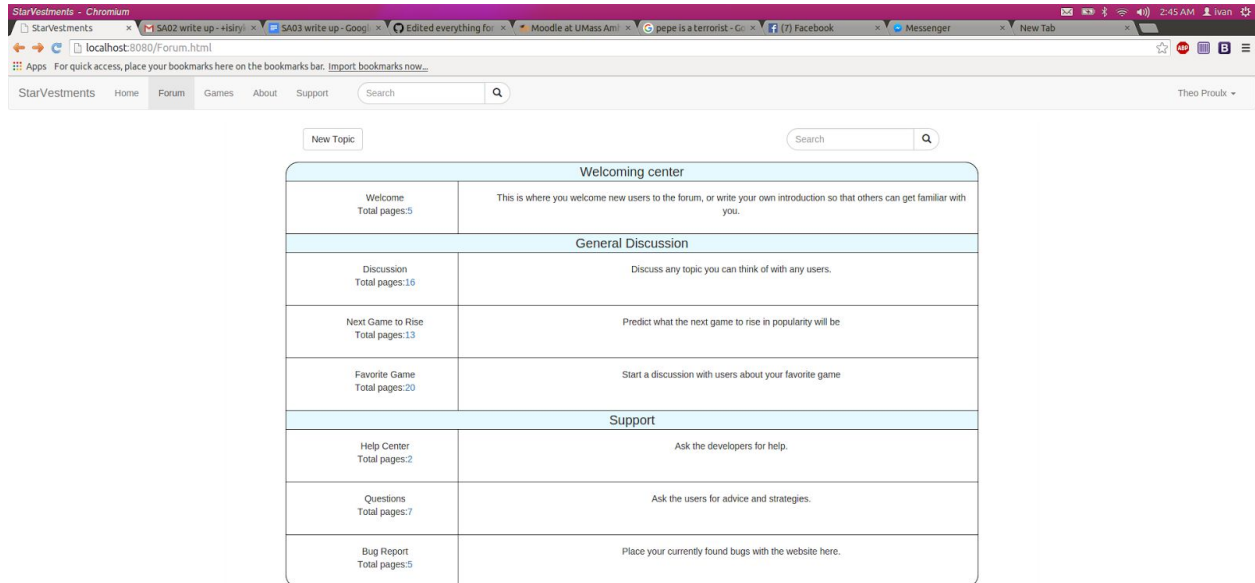 StarVestments - Chromium
2:45 AM ivan
StarVestments
SA02 write up - +isiryi
SA03 write up - Googl
Edited everything for
Moodle at UMass Am
pepe is a terrorist - Go
(7) Facebook
Messenger
New Tab
localhost:8080/Forum.html
ABP
B
Apps For quick access, place your bookmarks here on the bookmarks bar. Import bookmarks now...
StarVestments Home Forum Games About Support Search Theo Proulx
New Topic Search
Welcoming center
Welcome
Total pages:5
This is where you welcome new users to the forum, or write your own introduction so that others can get familiar with
you.
General Discussion
Discussion
Total pages:16
Discuss any topic you can think of with any users.
Next Game to Rise
Total pages:13
Predict what the next game to rise in popularity will be
Favorite Game
Total pages:20
Start a discussion with users about your favorite game
Support
Help Center
Total pages:2
Ask the developers for help.
Questions
Total pages:7
Ask the users for advice and strategies.
Bug Report
Total pages:5
Place your currently found bugs with the website here.